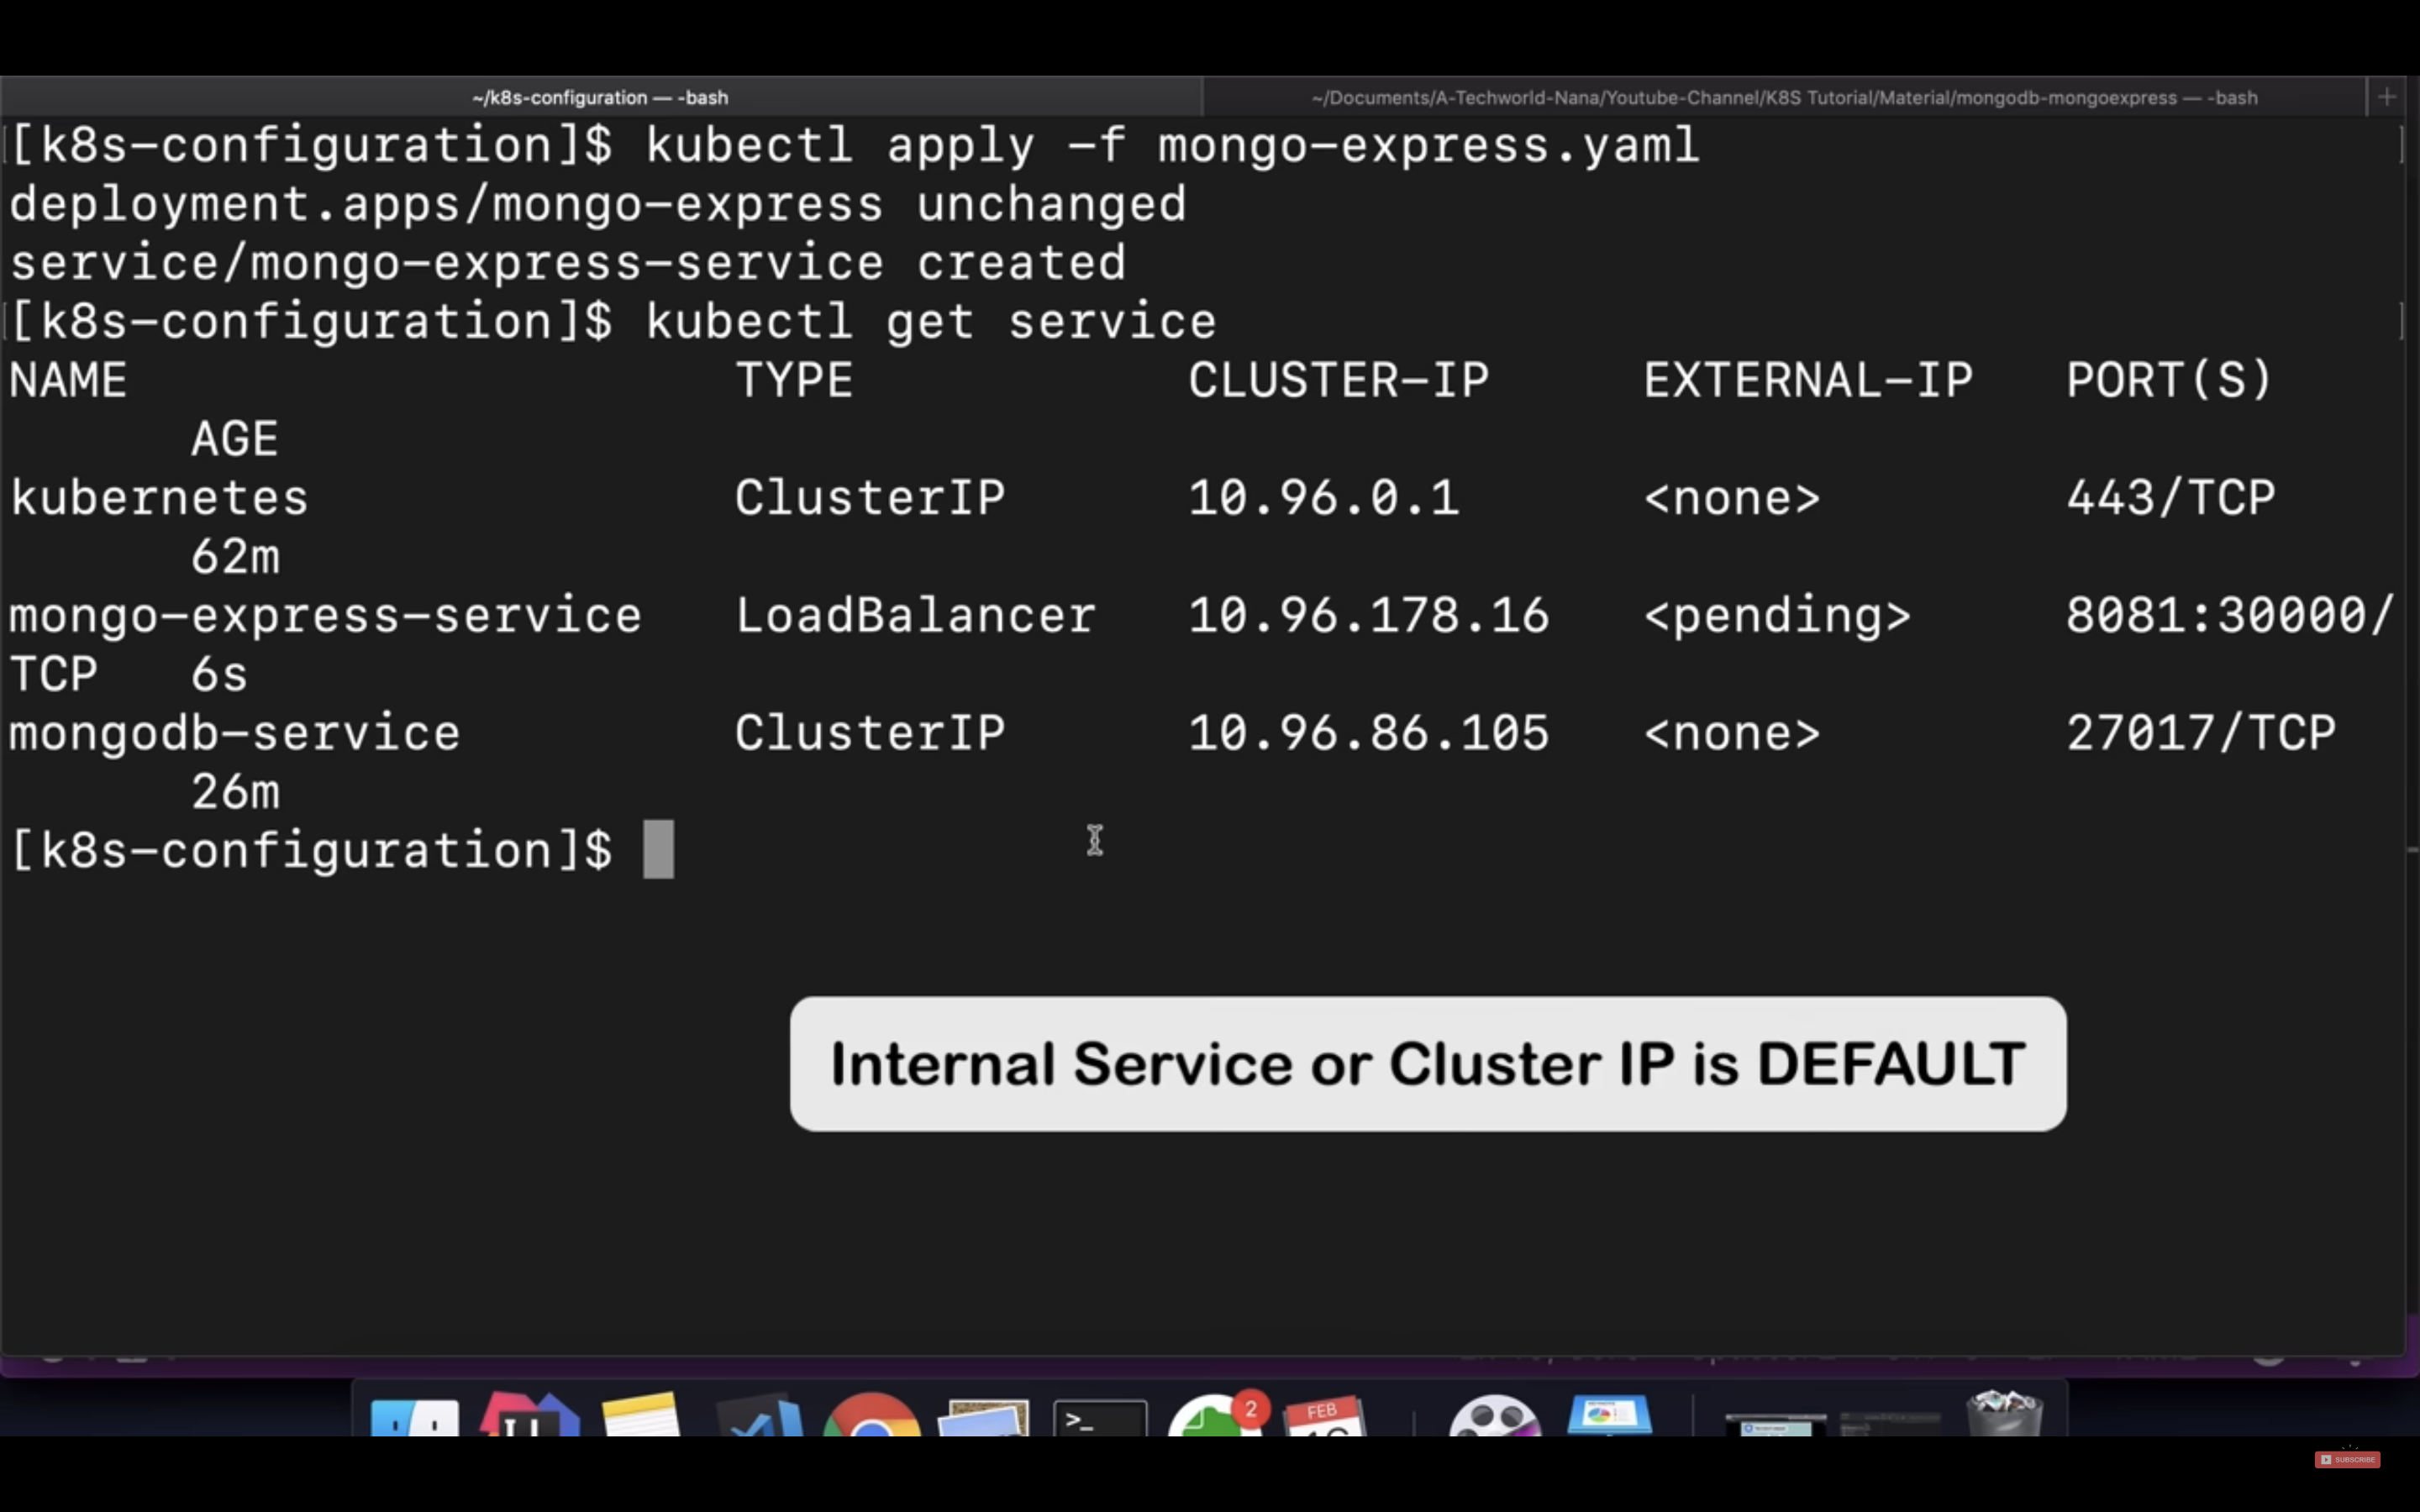 ~/k8s-configuration — -bash
~/Documents/A-Techworld-Nana/Youtube-Channel/K8S Tutorial/Material/mongodb-mongoexpress — -bash
[k8s-configuration]$ kubectl apply -f mongo-express.yaml
deployment.apps/mongo-express unchanged
service/mongo-express-service created
[k8s-configuration]$ kubectl get service
NAME TYPE CLUSTER-IP EXTERNAL-IP PORT(S)
AGE
kubernetes ClusterIP 10.96.0.1 <none> 443/TCP
62m
mongo-express-service LoadBalancer 10.96.178.16 <pending> 8081:30000/
TCP 6s
mongodb-service ClusterIP 10.96.86.105 <none> 27017/TCP
26m
[k8s-configuration]$
Internal Service or Cluster IP is DEFAULT
>_
2
FEB
SUBSCRIBE